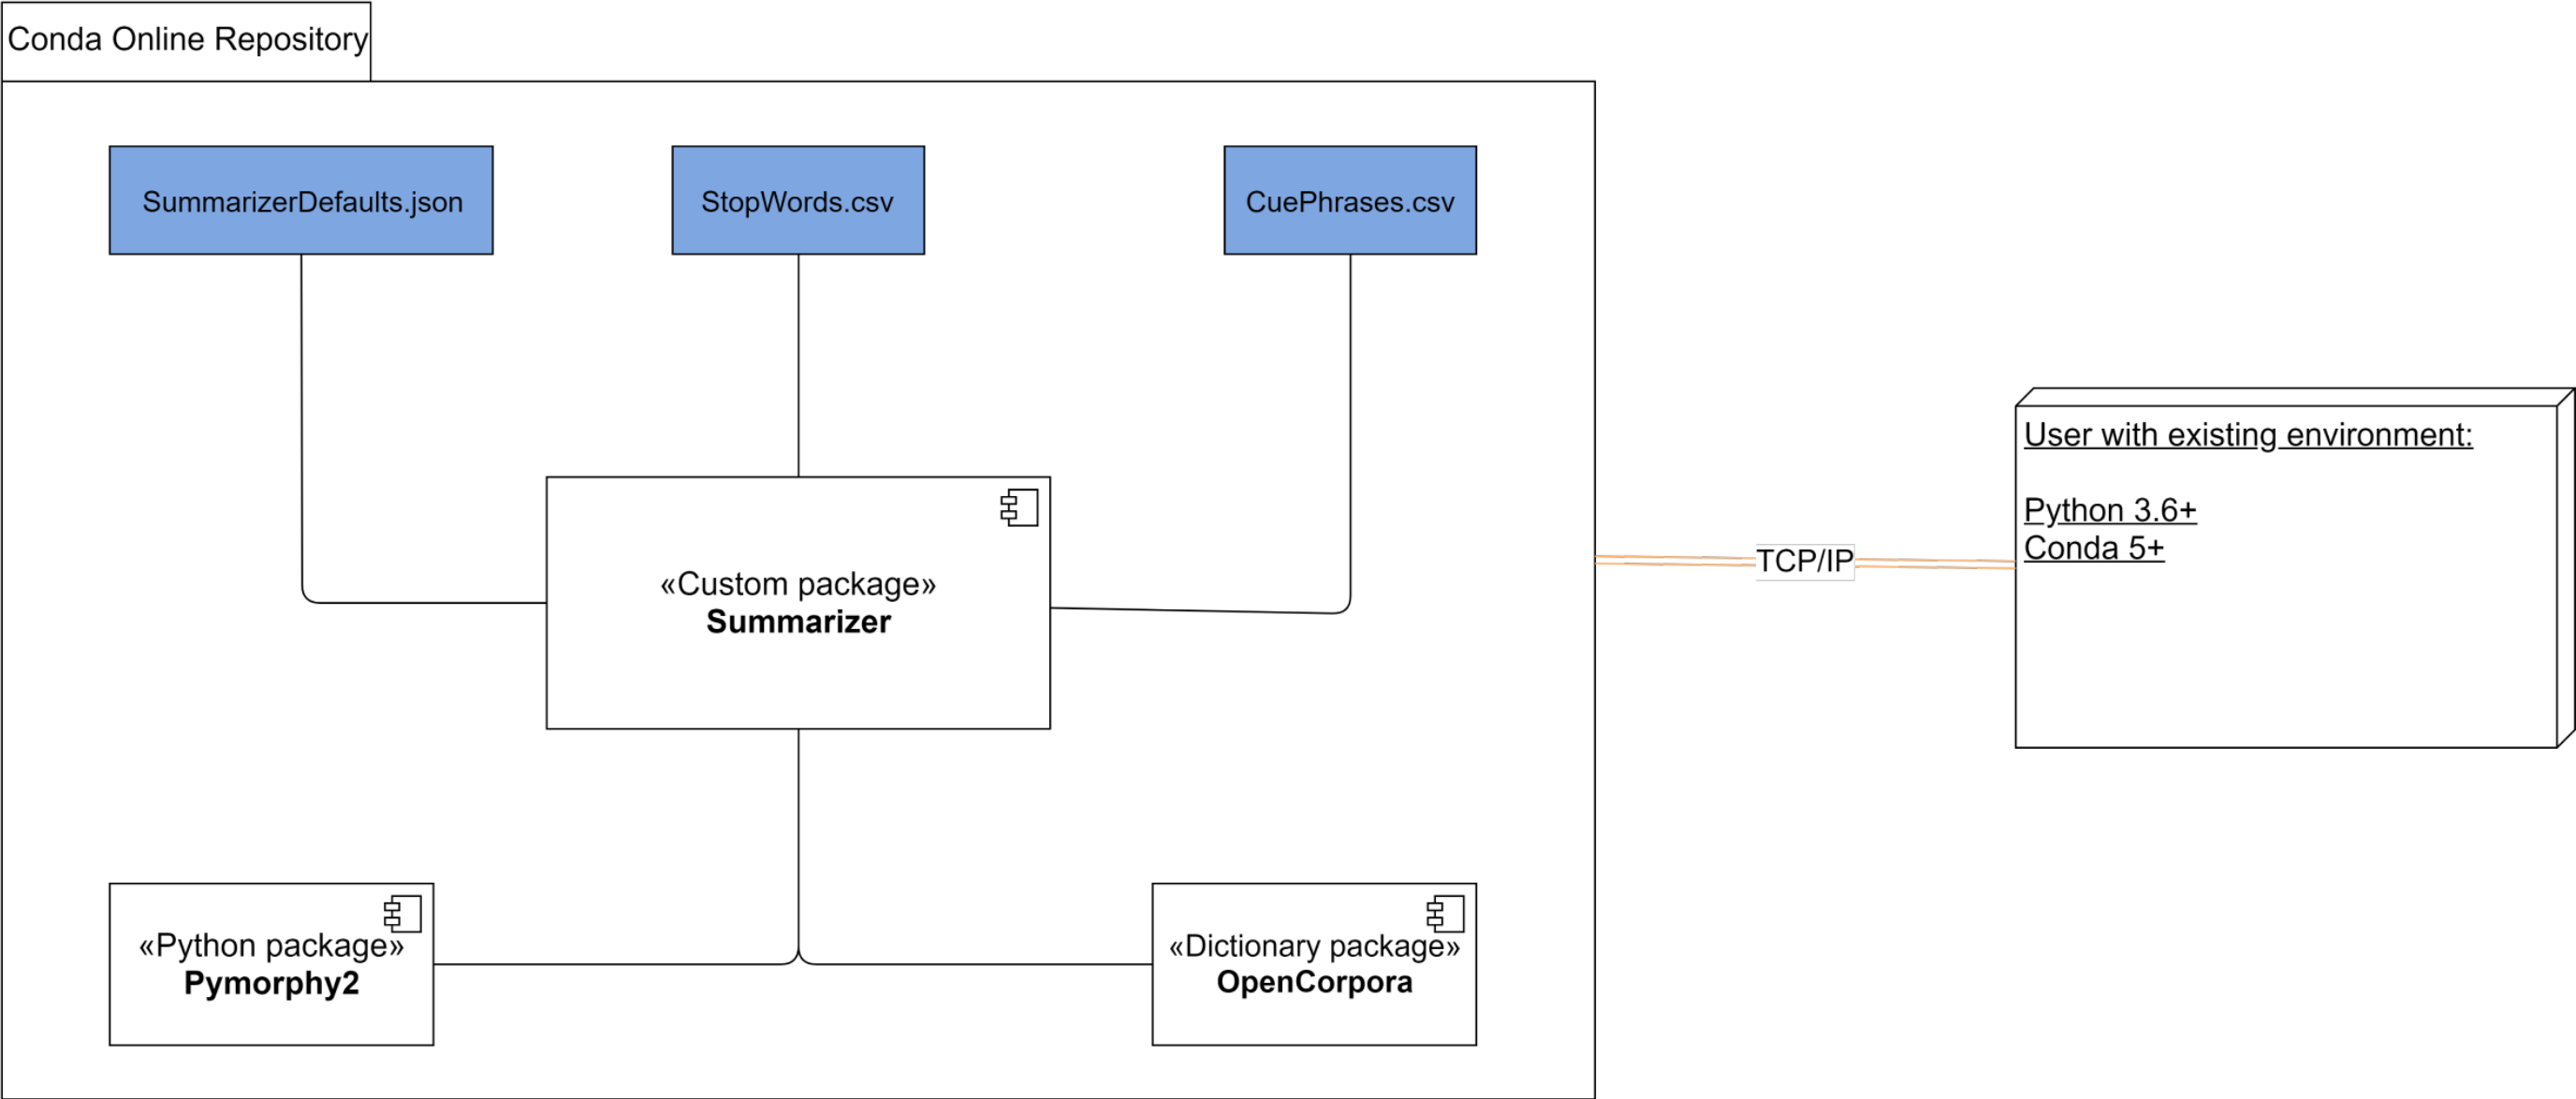 Conda Online Repository
SummarizerDefaults.json
StopWords.csv
CuePhrases.csv
«Custom package»
Summarizer
TCP/IP
User with existing environment:
Python 3.6+
Conda 5+
«Python package»
Pymorphy2
«Dictionary package»
OpenCorpora